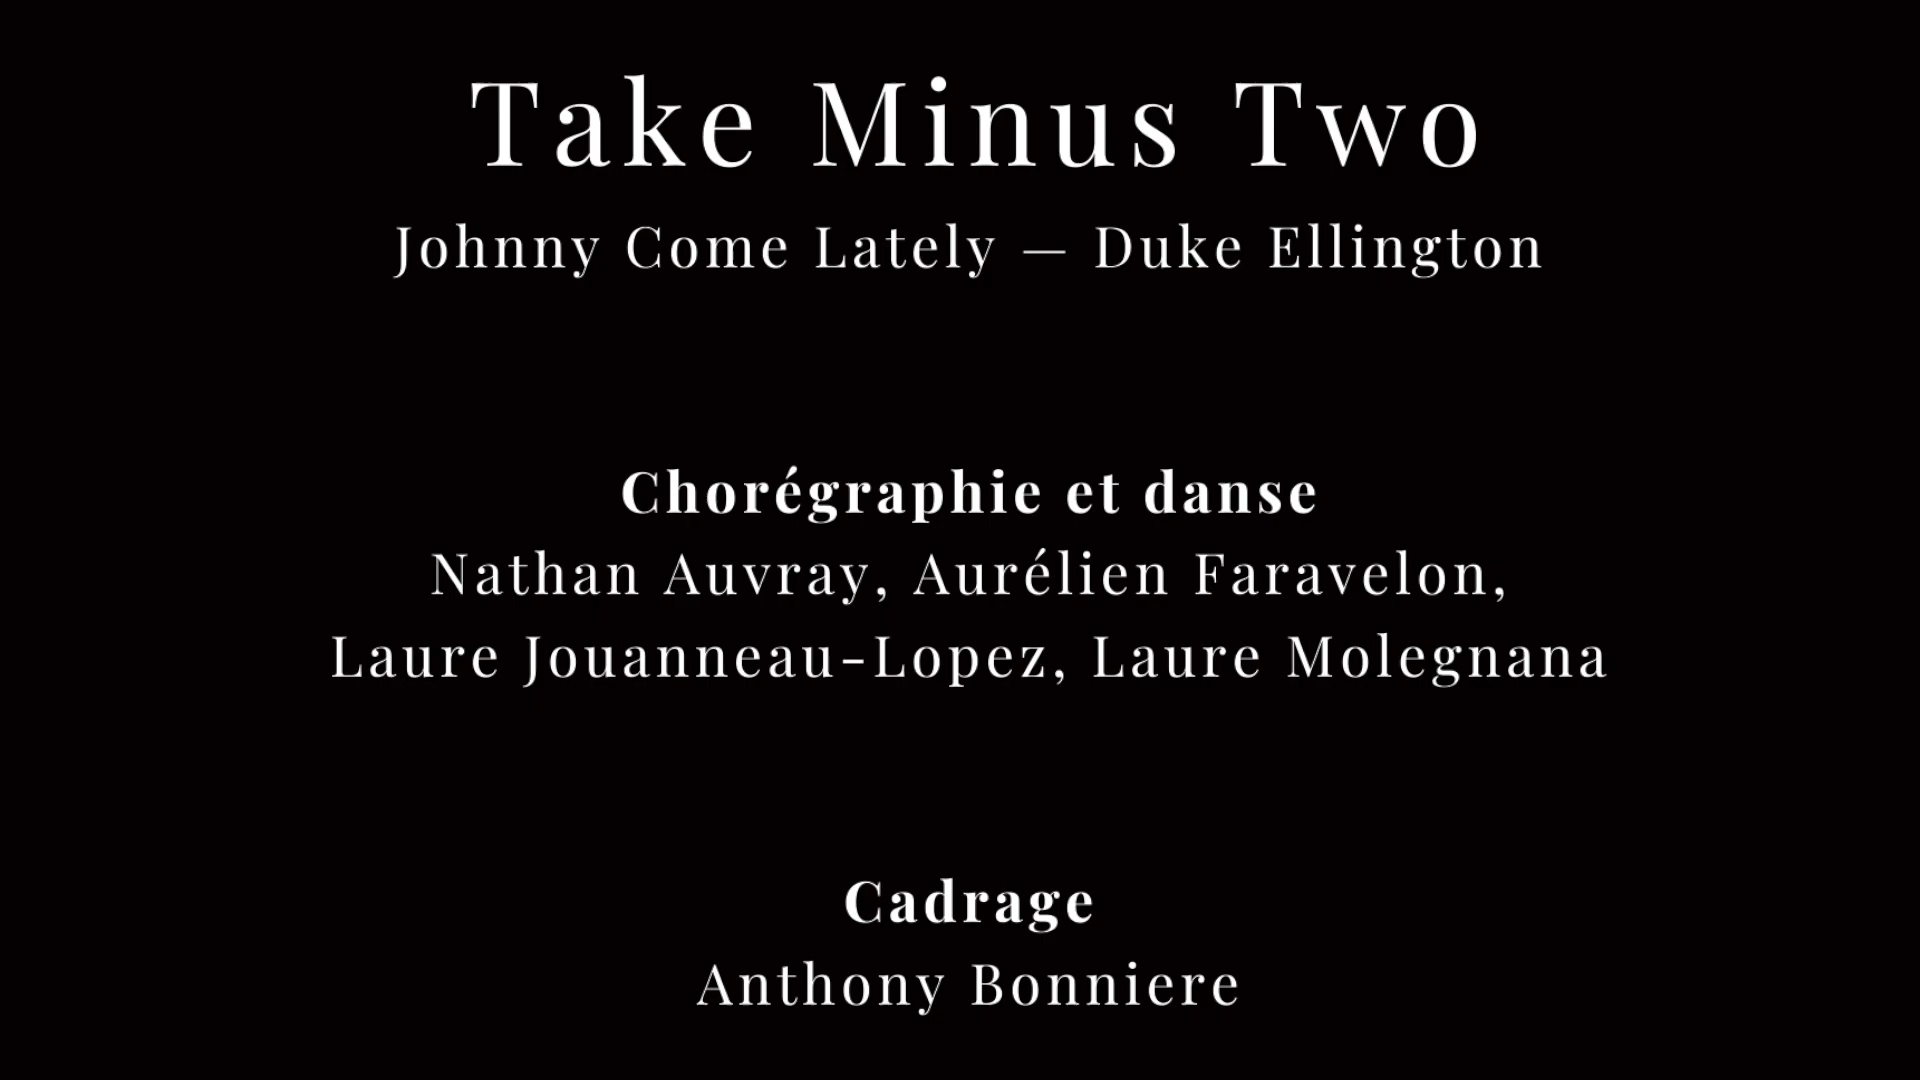 Take Minus Two
Johnny Come Lately — Duke Ellington
Chorégraphie et danse
Nathan Auvray, Aurélien Faravelon,
Laure Jouanneau-Lopez, Laure Molegnana
Cadrage
Anthony Bonniere